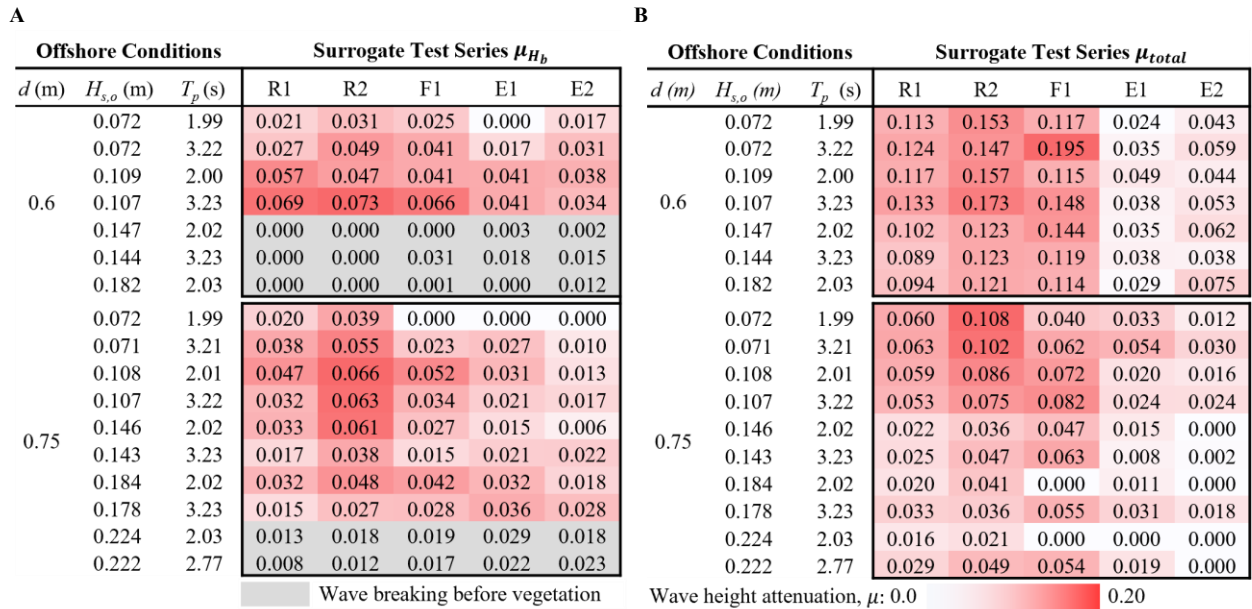 A
Offshore Conditions Surrogate Test Series μ_{H_b}
d (m) H_{s,o} (m) T_p (s) R1 R2 F1 E1 E2
0.072 1.99 0.021 0.031 0.025 0.000 0.017
0.072 3.22 0.027 0.049 0.041 0.017 0.031
0.109 2.00 0.057 0.047 0.041 0.041 0.038
0.6 0.107 3.23 0.069 0.073 0.066 0.041 0.034
0.147 2.02 0.000 0.000 0.000 0.003 0.002
0.144 3.23 0.000 0.000 0.031 0.018 0.015
0.182 2.03 0.000 0.000 0.001 0.000 0.012
0.072 1.99 0.020 0.039 0.000 0.000 0.000
0.071 3.21 0.038 0.055 0.023 0.027 0.010
0.108 2.01 0.047 0.066 0.052 0.031 0.013
0.107 3.22 0.032 0.063 0.034 0.021 0.017
0.146 2.02 0.033 0.061 0.027 0.015 0.006
0.75 0.143 3.23 0.017 0.038 0.015 0.021 0.022
0.184 2.02 0.032 0.048 0.042 0.032 0.018
0.178 3.23 0.015 0.027 0.028 0.036 0.028
0.224 2.03 0.013 0.018 0.019 0.029 0.018
0.222 2.77 0.008 0.012 0.017 0.022 0.023
Wave breaking before vegetation
B
Offshore Conditions Surrogate Test Series μ_{total}
d (m) H_{s,o} (m) T_p (s) R1 R2 F1 E1 E2
0.072 1.99 0.113 0.153 0.117 0.024 0.043
0.072 3.22 0.124 0.147 0.195 0.035 0.059
0.109 2.00 0.117 0.157 0.115 0.049 0.044
0.6 0.107 3.23 0.133 0.173 0.148 0.038 0.053
0.147 2.02 0.102 0.123 0.144 0.035 0.062
0.144 3.23 0.089 0.123 0.119 0.038 0.038
0.182 2.03 0.094 0.121 0.114 0.029 0.075
0.072 1.99 0.060 0.108 0.040 0.033 0.012
0.071 3.21 0.063 0.102 0.062 0.054 0.030
0.108 2.01 0.059 0.086 0.072 0.020 0.016
0.107 3.22 0.053 0.075 0.082 0.024 0.024
0.146 2.02 0.022 0.036 0.047 0.015 0.000
0.75 0.143 3.23 0.025 0.047 0.063 0.008 0.002
0.184 2.02 0.020 0.041 0.000 0.011 0.000
0.178 3.23 0.033 0.036 0.055 0.031 0.018
0.224 2.03 0.016 0.021 0.000 0.000 0.000
0.222 2.77 0.029 0.049 0.054 0.019 0.000
Wave height attenuation, μ: 0.0 0.20